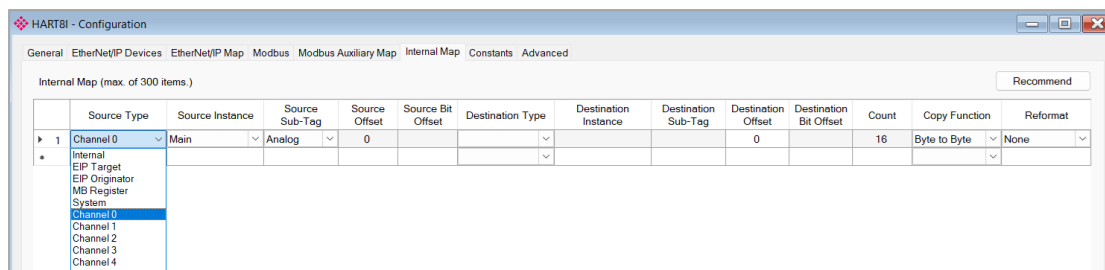 HART8I - Configuration
General EtherNet/IP Devices EtherNet/IP Map Modbus Modbus Auxiliary Map Internal Map Constants Advanced
Internal Map (max. of 300 items.) Recommend
Source Type Source Instance Source Sub-Tag Source Offset Source Bit Offset Destination Type Destination Instance Destination Sub-Tag Destination Offset Destination Bit Offset Count Copy Function Reformat
1 Channel 0 Main Analog 0 0 16 Byte to Byte None
Internal
EIP Target
EIP Originator
MB Register
System
Channel 0
Channel 1
Channel 2
Channel 3
Channel 4